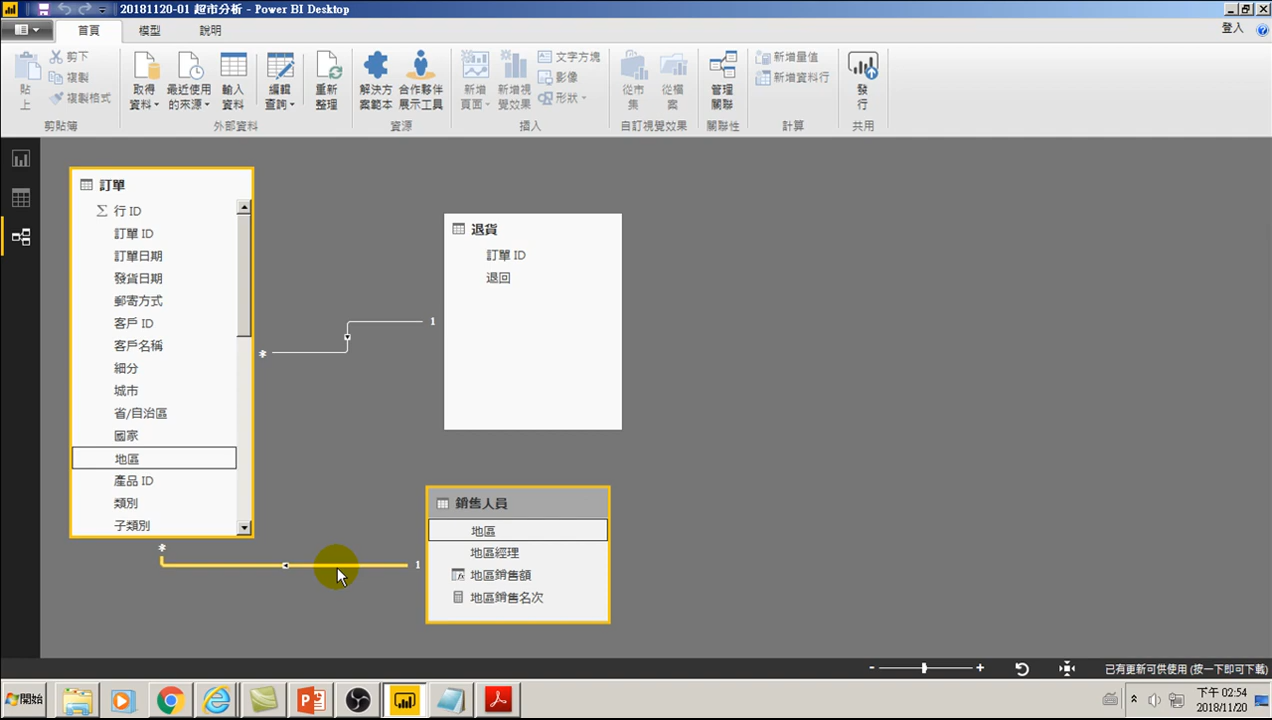 20181120-01 超市分析 - Power BI Desktop
首頁 模型 說明
登入
貼上
剪下
複製
複製格式
剪貼簿
取得資料
最近使用的來源
輸入資料
編輯查詢
重新整理
外部資料
解決方案範本
合作夥伴展示工具
資源
新增頁面
新增視覺效果
文字方塊
影像
形狀
插入
從市集
從檔案
自訂視覺效果
管理關聯
關聯性
新增量值
新增資料行
計算
發行
共用
訂單
行 ID
訂單 ID
訂單日期
發貨日期
郵寄方式
客戶 ID
客戶名稱
細分
城市
省/自治區
國家
地區
產品 ID
類別
子類別
*
1
退貨
訂單 ID
退回
*
1
銷售人員
地區
地區經理
地區銷售額
地區銷售名次
- +
已有更新可供使用 (按一下即可下載)
開始
下午 02:54
2018/11/20